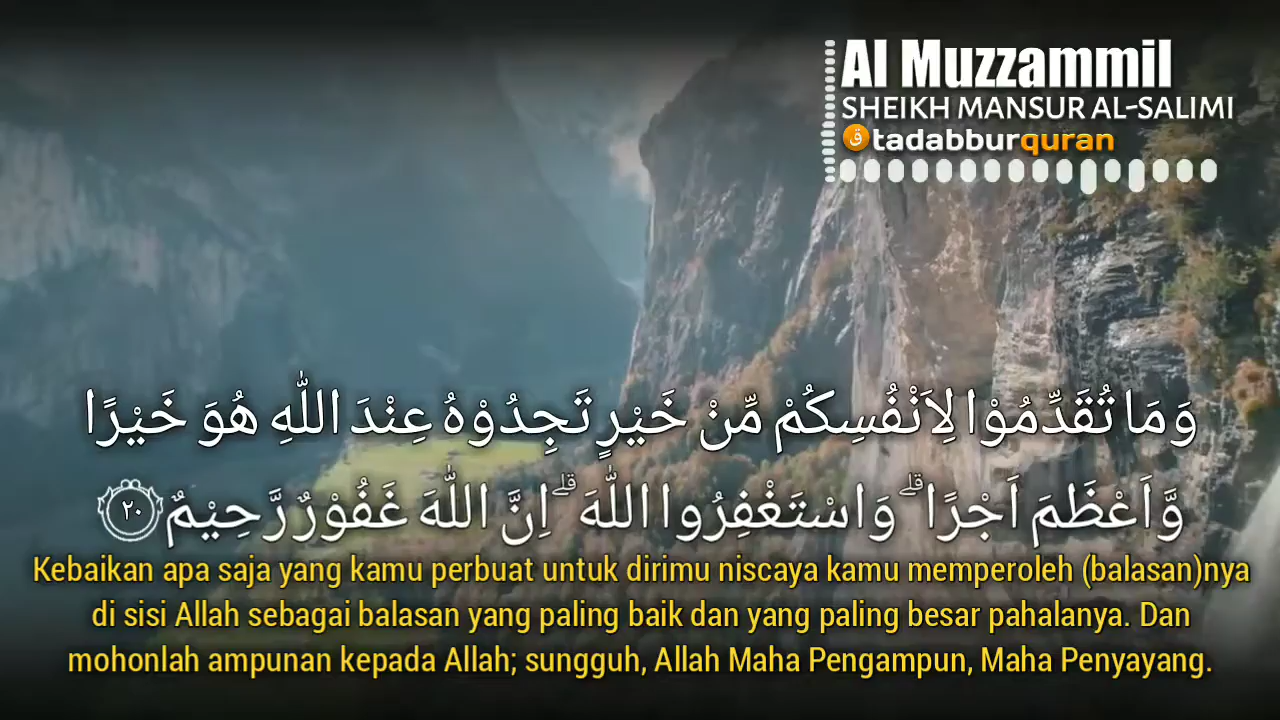 Al Muzzammil
SHEIKH MANSUR AL-SALIMI
ق tadabburquran
وَمَا تُقَدِّمُوْا لِاَنْفُسِكُمْ مِّنْ خَيْرٍ تَجِدُوْهُ عِنْدَ اللّٰهِ هُوَ خَيْرًا
وَّاَعْظَمَ اَجْرًاۗ وَاسْتَغْفِرُوا اللّٰهَ ۗاِنَّ اللّٰهَ غَفُوْرٌ رَّحِيْمٌ ٢٠
Kebaikan apa saja yang kamu perbuat untuk dirimu niscaya kamu memperoleh (balasan)nya
di sisi Allah sebagai balasan yang paling baik dan yang paling besar pahalanya. Dan
mohonlah ampunan kepada Allah; sungguh, Allah Maha Pengampun, Maha Penyayang.